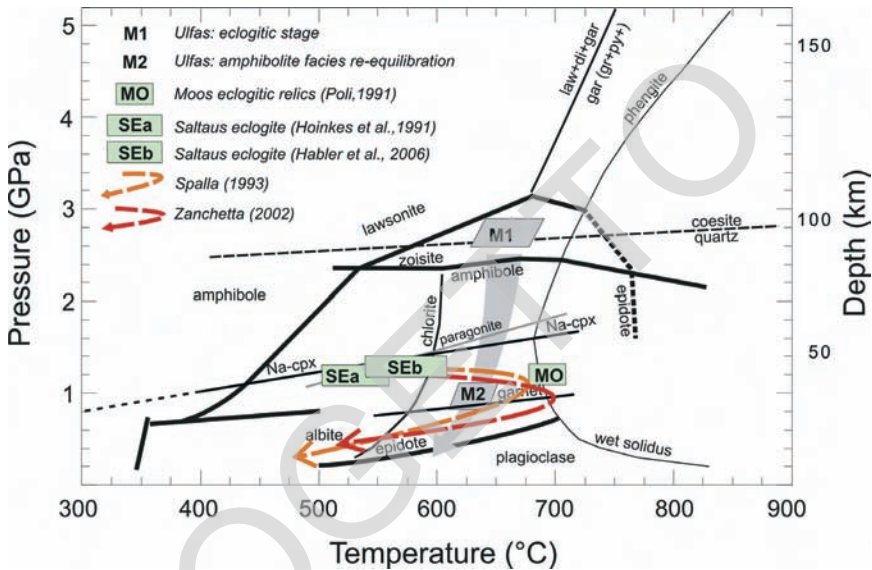 5
4
3
2
1
Pressure (GPa)
M1 Ulfas: eclogitic stage
M2 Ulfas: amphibolite facies re-equilibration
MO Moos eclogitic relics (Poli,1991)
SEa Saltaus eclogite (Hoinkes et al.,1991)
SEb Saltaus eclogite (Habler et al., 2006)
Spalla (1993)
Zanchetta (2002)
law+di+gar
gar (gr+py+)
phengite
150
100
50
Depth (km)
lawsonite
M1
coesite
quartz
zoisite
amphibole
amphibole
chlorite
paragonite
Na-cpx
epidote
Na-cpx
SEa
SEb
MO
M2
garnet
albite
epidote
plagioclase
wet solidus
300 400 500 600 700 800 900
Temperature (°C)